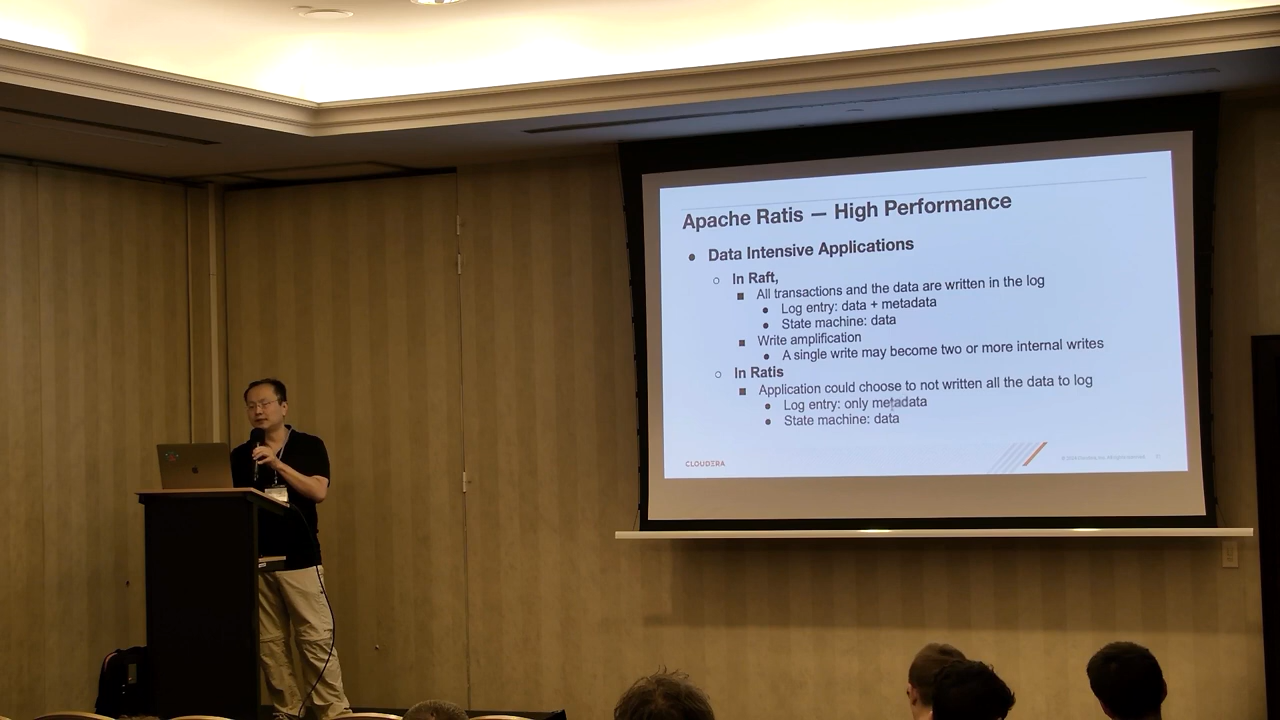 Apache Ratis — High Performance
● Data Intensive Applications
○ In Raft,
■ All transactions and the data are written in the log
● Log entry: data + metadata
● State machine: data
■ Write amplification
● A single write may become two or more internal writes
○ In Ratis
■ Application could choose to not written all the data to log
● Log entry: only metadata
● State machine: data
CLOUDERA